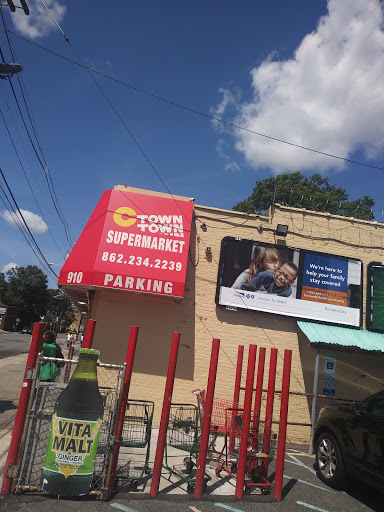 CTOWN
TOWN
SUPERMARKET
862.234.2239
910 PARKING
We're here to
help your family
stay covered.
VITA
MALT
GINGER